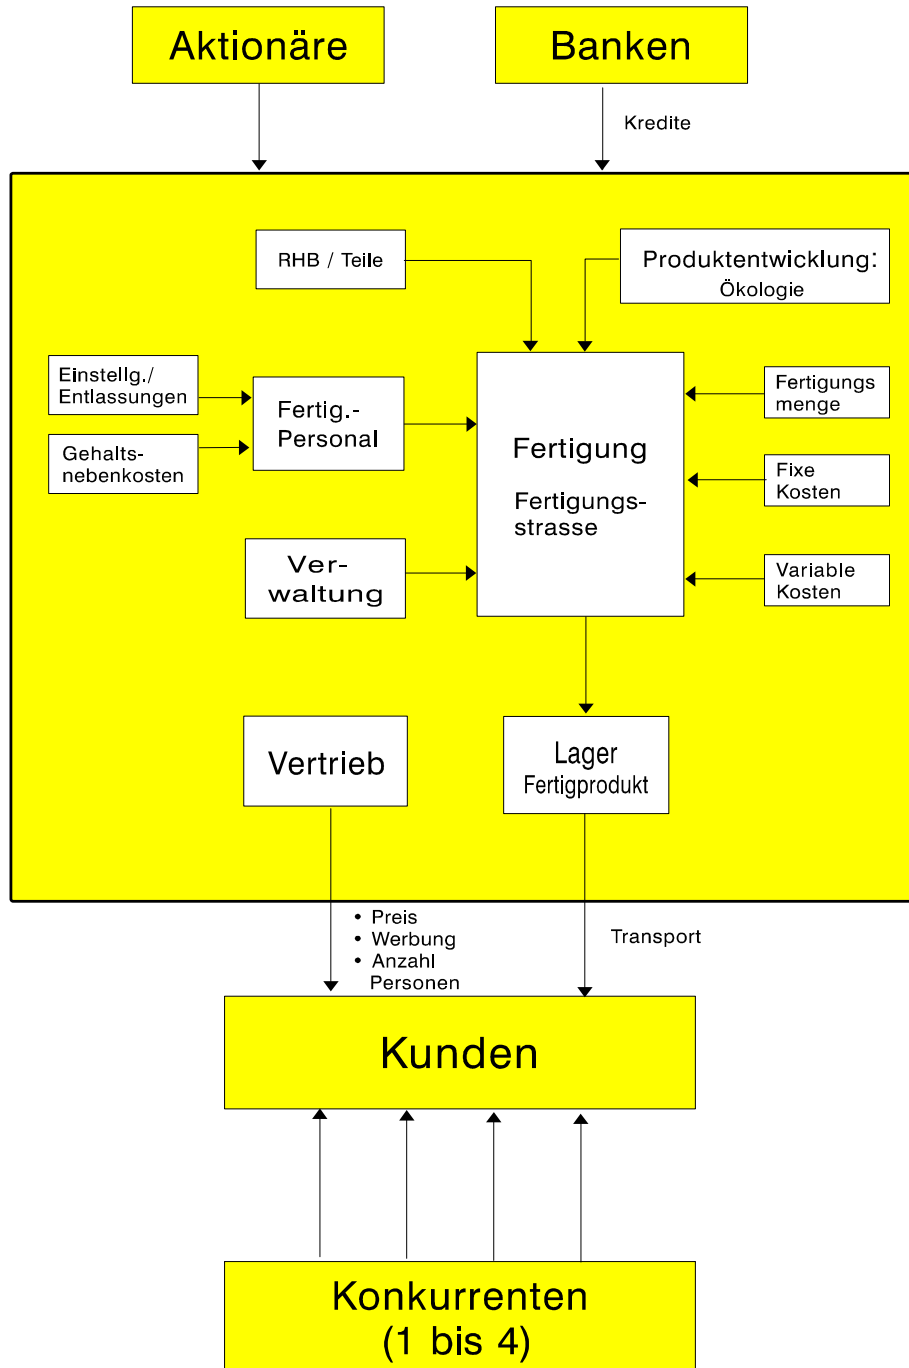 Aktionäre
Banken
Kredite
RHB / Teile
Produktentwicklung:
Ökologie
Einstellg./
Entlassungen
Gehalts-
nebenkosten
Fertig.-
Personal
Fertigung
Fertigungs-
strasse
Fertigungs
menge
Fixe
Kosten
Ver-
waltung
Variable
Kosten
Vertrieb
Lager
Fertigprodukt
• Preis
• Werbung
• Anzahl
Personen
Transport
Kunden
Konkurrenten
(1 bis 4)